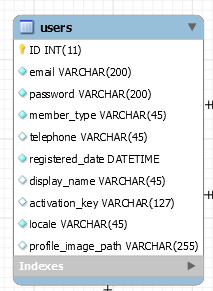 users
ID INT(11)
email VARCHAR(200)
password VARCHAR(200)
member_type VARCHAR(45)
telephone VARCHAR(45)
registered_date DATETIME
display_name VARCHAR(45)
activation_key VARCHAR(127)
locale VARCHAR(45)
profile_image_path VARCHAR(255)
Indexes